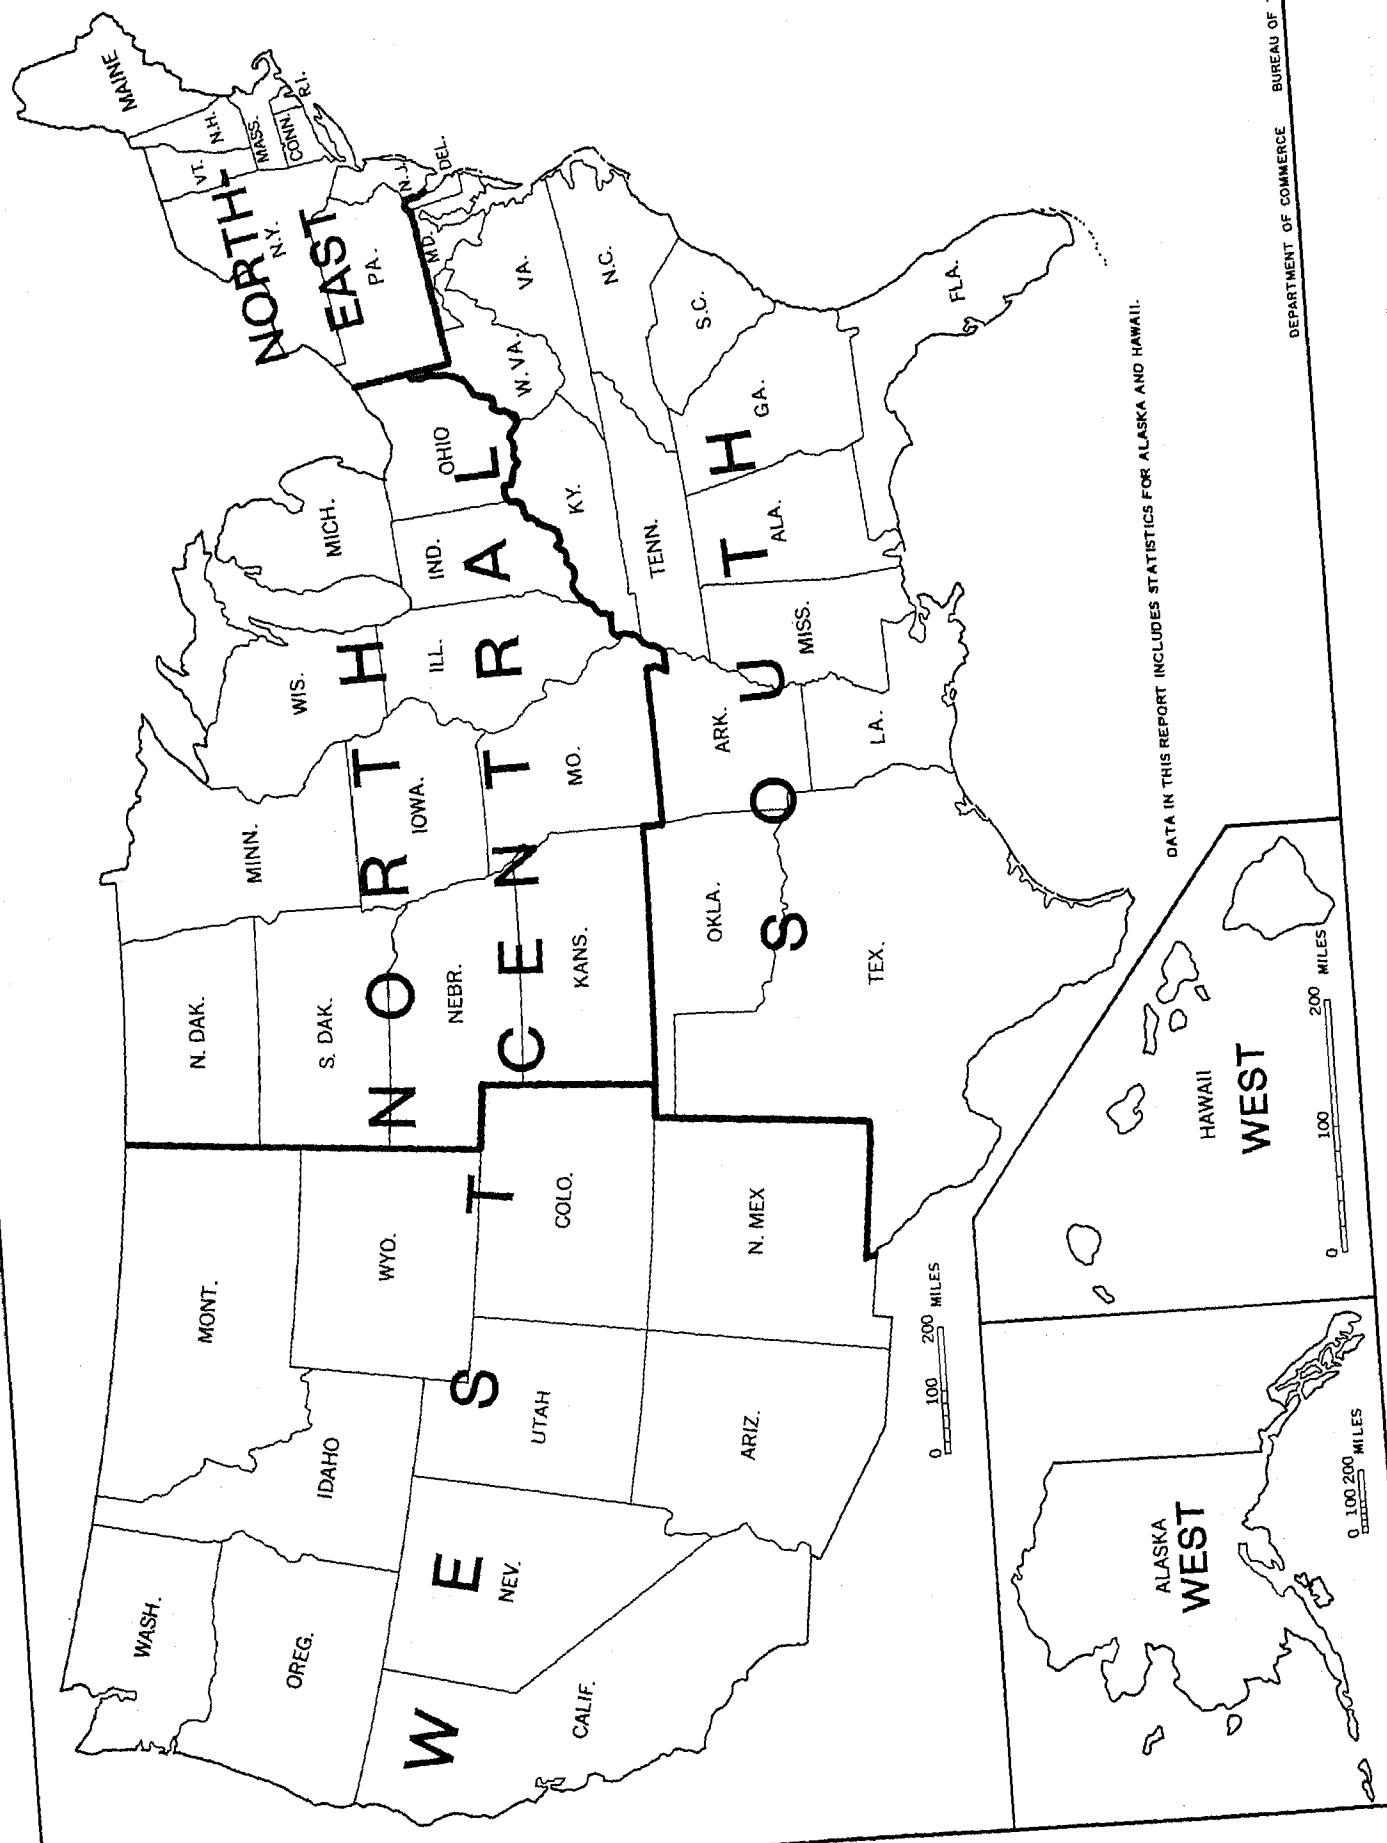 WASH.
MONT.
N. DAK.
MINN.
OREG.
IDAHO
WYO.
S. DAK.
WIS.
MICH.
NEV.
UTAH
COLO.
NEBR.
IOWA.
ILL.
IND.
OHIO
CALIF.
ARIZ.
N. MEX
KANS.
MO.
KY.
W. VA.
VA.
MD.
DEL.
N.J.
PA.
N.Y.
VT.
N.H.
MAINE
MASS.
CONN.
R.I.
OKLA.
ARK.
TENN.
N.C.
S.C.
TEX.
LA.
MISS.
ALA.
GA.
FLA.
WEST
NORTH
CENTRAL
NORTH-
EAST
SOUTH
0 100 200
MILES
ALASKA
WEST
0 100 200
MILES
HAWAII
WEST
0 100 200
MILES
DATA IN THIS REPORT INCLUDES STATISTICS FOR ALASKA AND HAWAII.
DEPARTMENT OF COMMERCE BUREAU OF